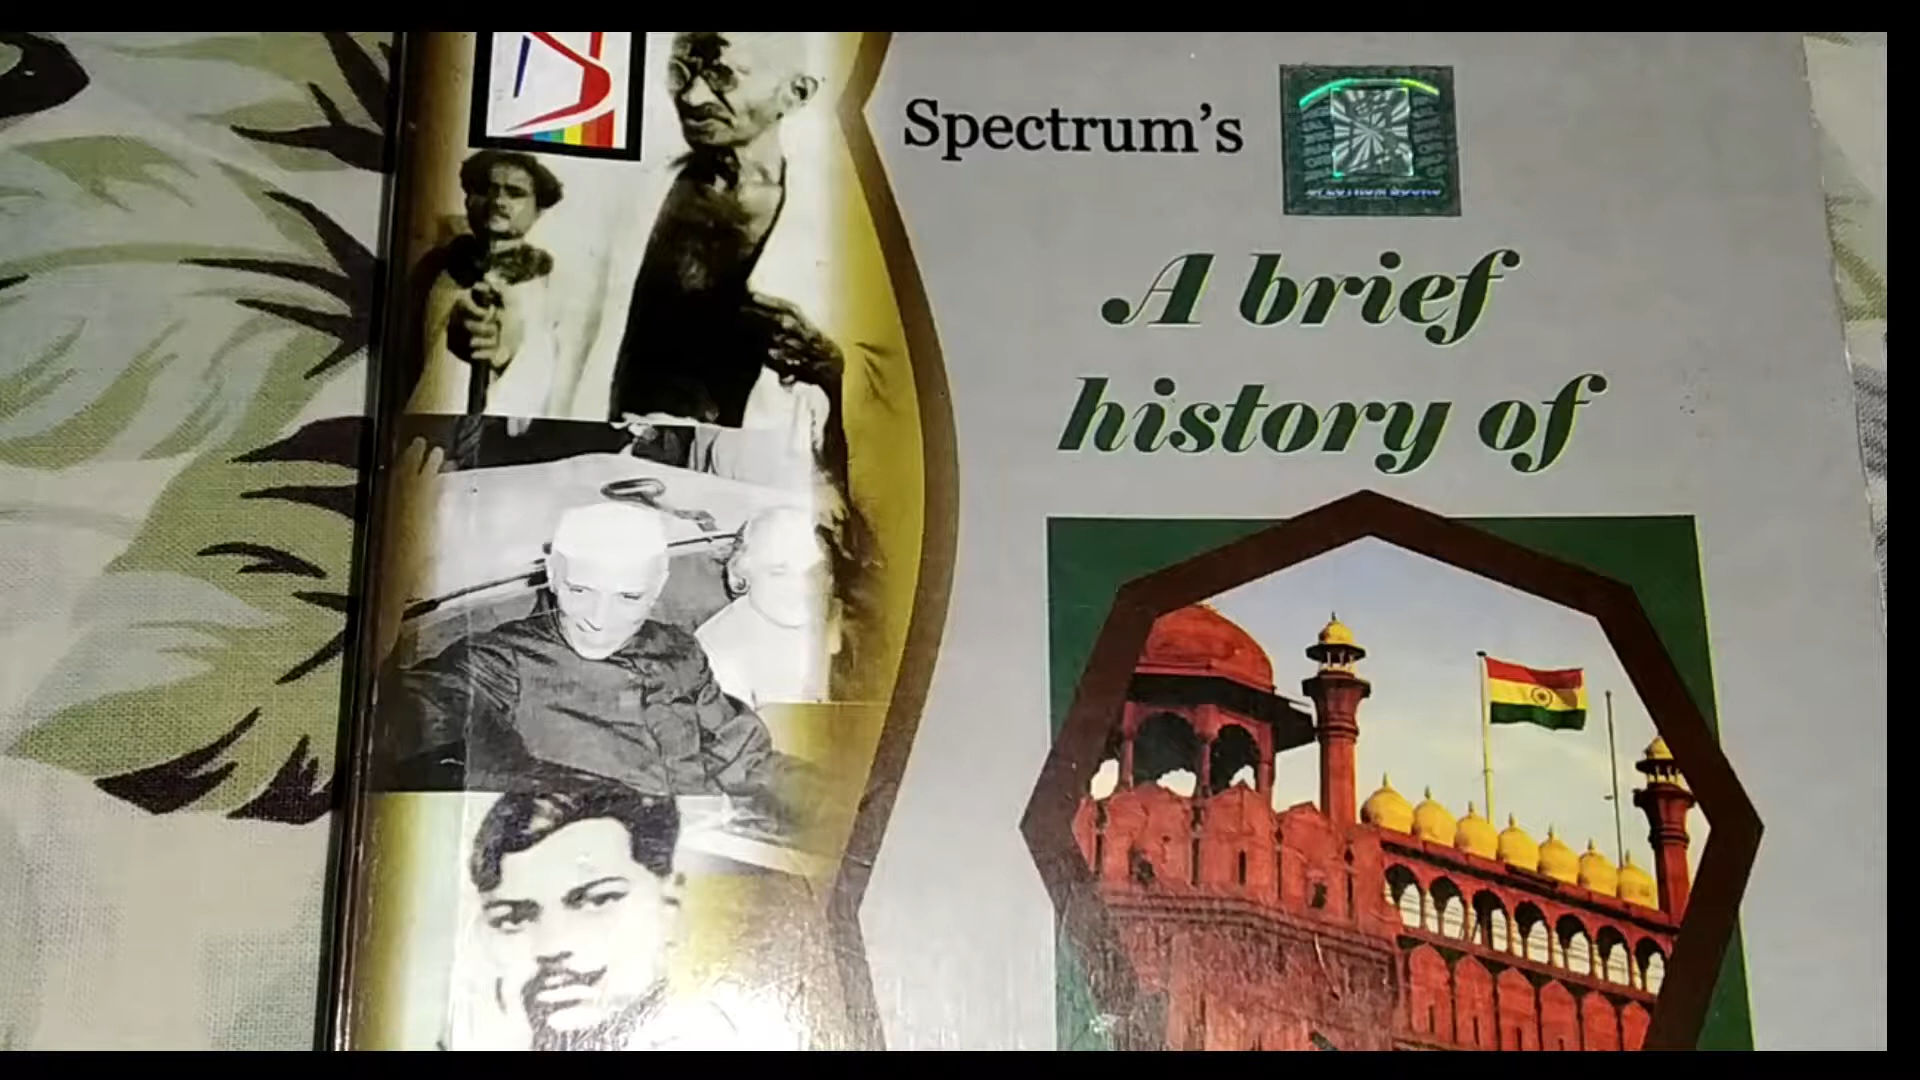 Spectrum's
A brief
history of